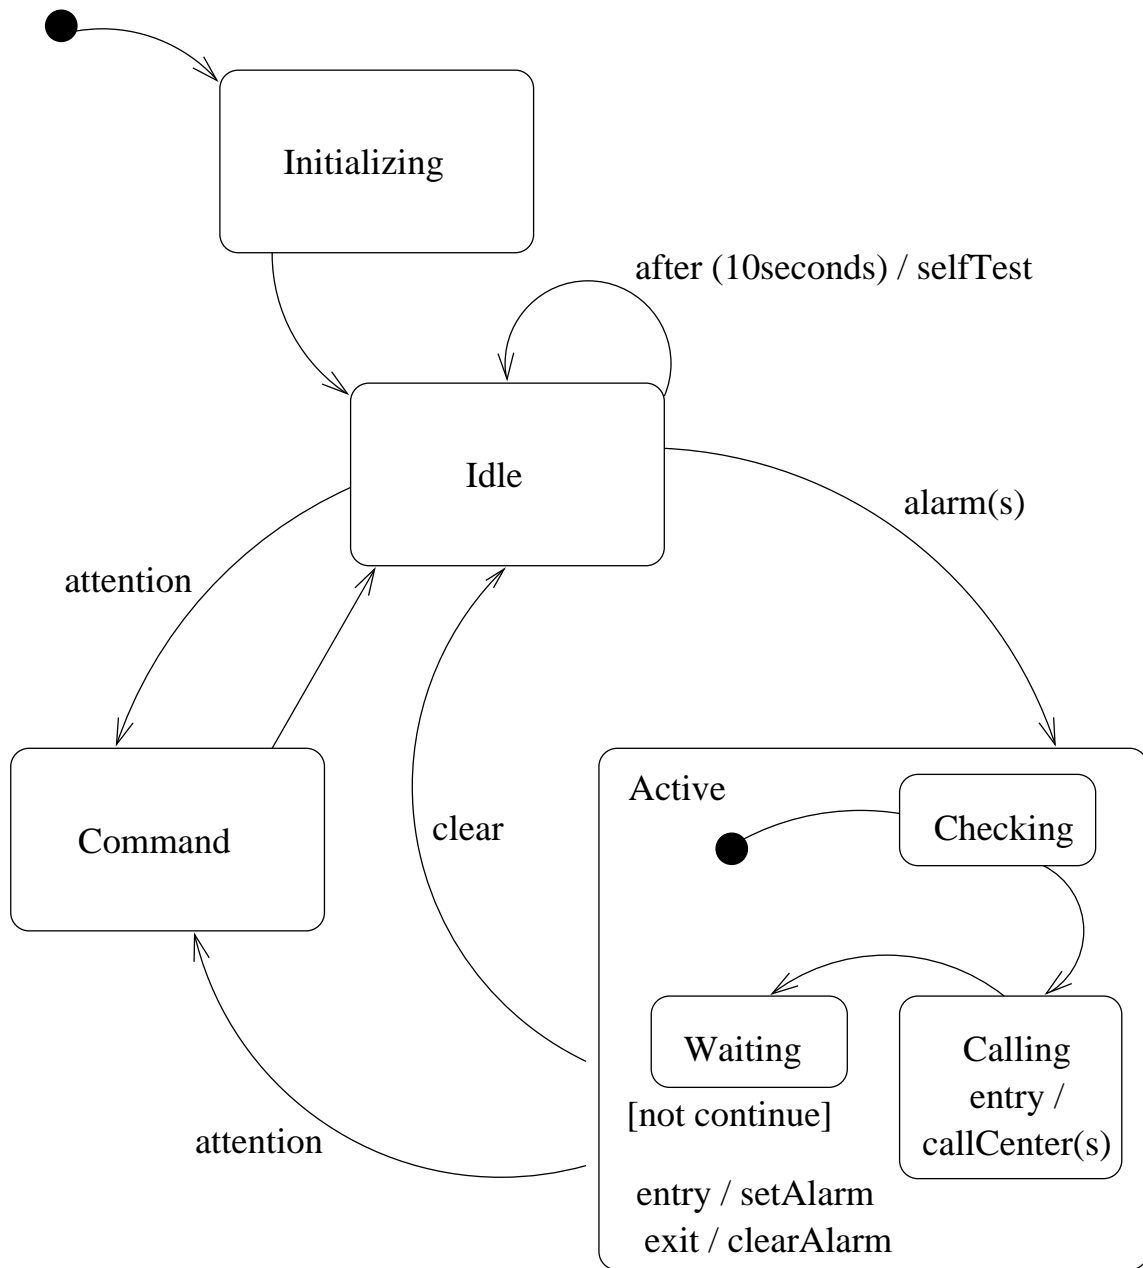 Initializing
after (10seconds) / selfTest
Idle
alarm(s)
attention
Active
Checking
clear
Command
Waiting
Calling
entry /
callCenter(s)
[not continue]
attention
entry / setAlarm
exit / clearAlarm